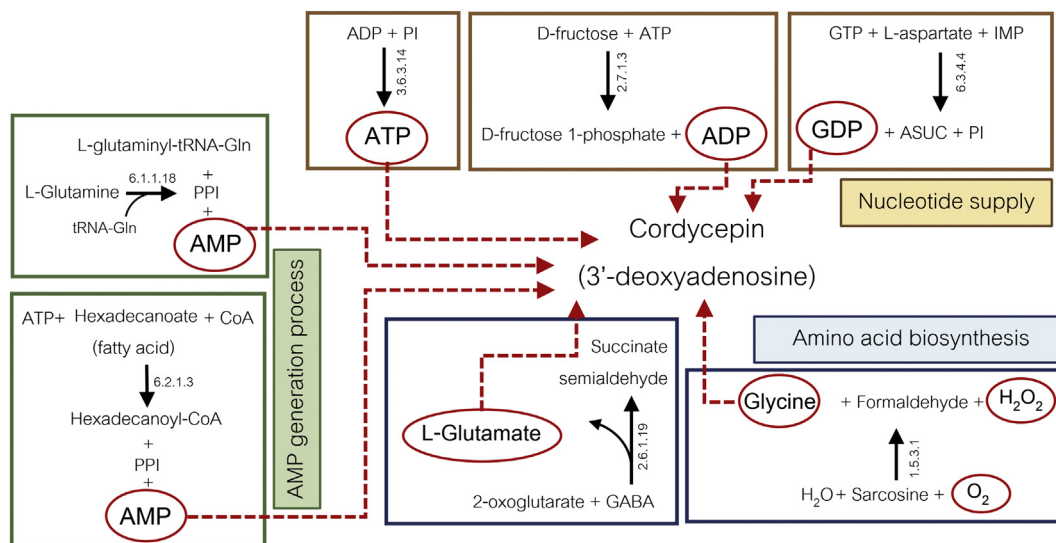 ADP + PI
3.6.3.14
ATP
D-fructose + ATP
2.7.1.3
D-fructose 1-phosphate + ADP
GTP + L-aspartate + IMP
6.3.4.4
GDP + ASUC + PI
Nucleotide supply
L-glutaminyl-tRNA-Gln
+
PPI
+
AMP
L-Glutamine
6.1.1.18
tRNA-Gln
AMP generation process
ATP+ Hexadecanoate + CoA
(fatty acid)
6.2.1.3
Hexadecanoyl-CoA
+
PPI
+
AMP
Cordycepin
(3'-deoxyadenosine)
Succinate
semialdehyde
L-Glutamate
2.6.1.19
2-oxoglutarate + GABA
Amino acid biosynthesis
Glycine + Formaldehyde + H₂O₂
1.5.3.1
H₂O + Sarcosine + O₂